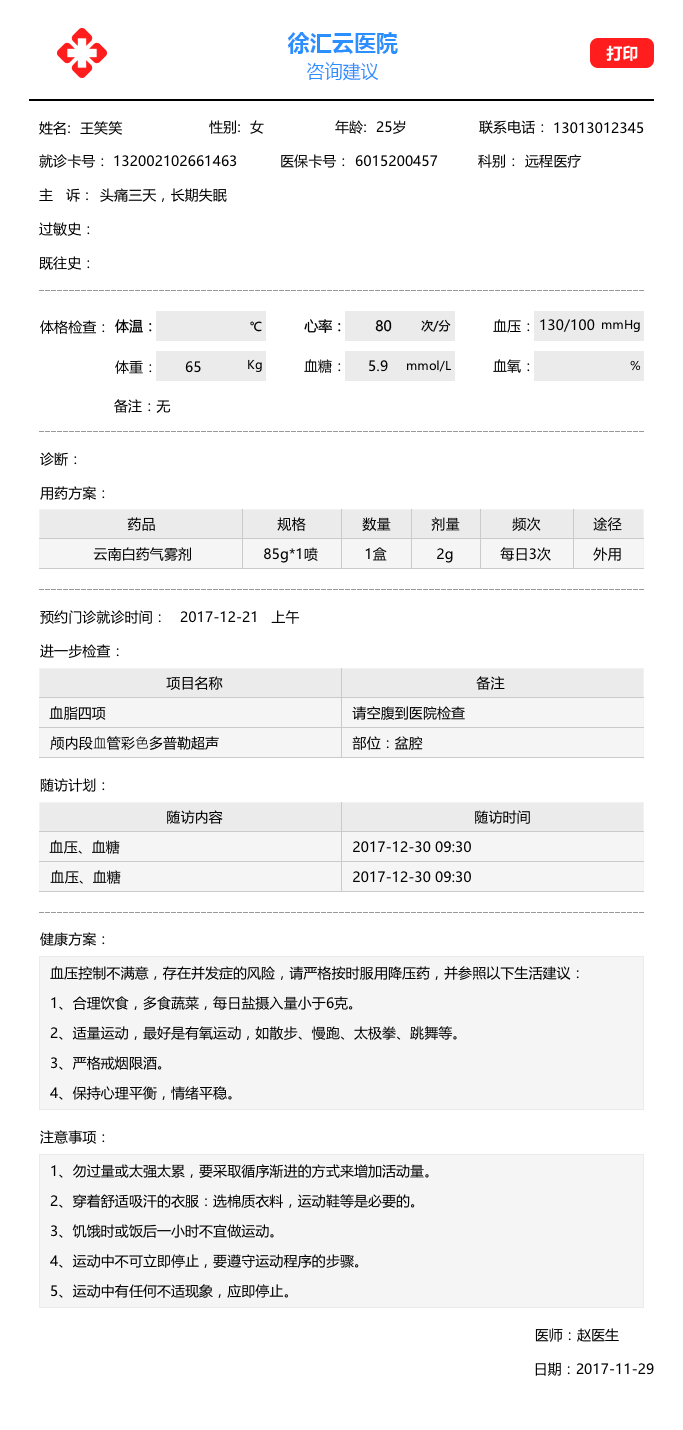 徐汇云医院
咨询建议
打印
姓名: 王笑笑 性别: 女 年龄: 25岁 联系电话： 13013012345
就诊卡号： 132002102661463 医保卡号： 6015200457 科别： 远程医疗
主 诉： 头痛三天，长期失眠
过敏史：
既往史：
体格检查： 体温： ℃ 心率： 80 次/分 血压： 130/100 mmHg
体重： 65 Kg 血糖： 5.9 mmol/L 血氧： %
备注：无
诊断：
用药方案：
药品 规格 数量 剂量 频次 途径
云南白药气雾剂 85g*1喷 1盒 2g 每日3次 外用
预约门诊就诊时间： 2017-12-21 上午
进一步检查：
项目名称 备注
血脂四项 请空腹到医院检查
颅内段血管彩色多普勒超声 部位：盆腔
随访计划：
随访内容 随访时间
血压、血糖 2017-12-30 09:30
血压、血糖 2017-12-30 09:30
健康方案：
血压控制不满意，存在并发症的风险，请严格按时服用降压药，并参照以下生活建议：
1、合理饮食，多食蔬菜，每日盐摄入量小于6克。
2、适量运动，最好是有氧运动，如散步、慢跑、太极拳、跳舞等。
3、严格戒烟限酒。
4、保持心理平衡，情绪平稳。
注意事项：
1、勿过量或太强太累，要采取循序渐进的方式来增加活动量。
2、穿着舒适吸汗的衣服：选棉质衣料，运动鞋等是必要的。
3、饥饿时或饭后一小时不宜做运动。
4、运动中不可立即停止，要遵守运动程序的步骤。
5、运动中有任何不适现象，应即停止。
医师：赵医生
日期：2017-11-29